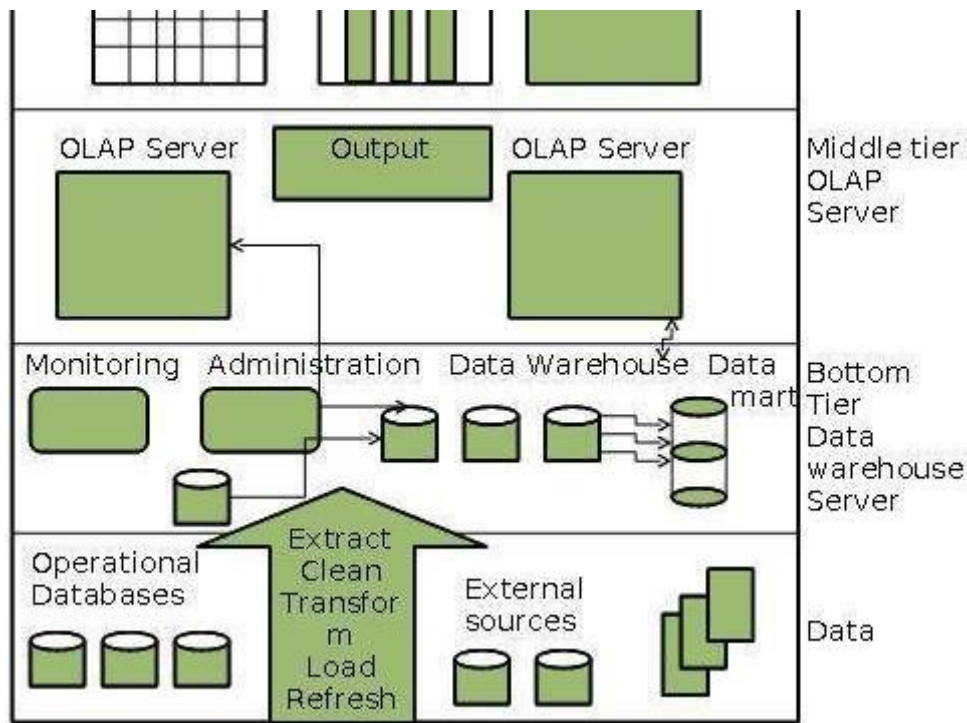 OLAP Server
Output
OLAP Server
Middle tier
OLAP
Server
Monitoring
Administration
Data Warehouse
Data
mart
Bottom
Tier
Data
warehouse
Server
Operational
Databases
Extract
Clean
Transfor
m
Load
Refresh
External
sources
Data